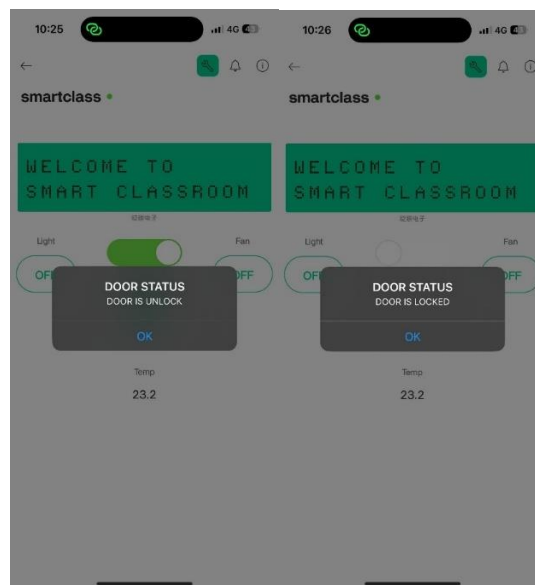 10:25
4G
smartclass
WELCOME TO
SMART CLASSROOM
Light
Fan
OFF
OFF
DOOR STATUS
DOOR IS UNLOCK
OK
Temp
23.2
10:26
4G
smartclass
WELCOME TO
SMART CLASSROOM
Light
Fan
OFF
OFF
DOOR STATUS
DOOR IS LOCKED
OK
Temp
23.2